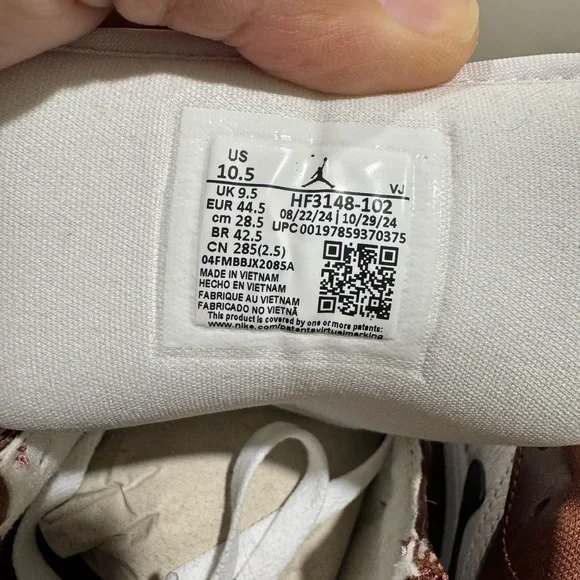 US
10.5
VJ
UK 9.5
HF3148-102
EUR 44.5
08/22/24 | 10/29/24
cm 28.5
UPC 00197859370375
BR 42.5
CN 285(2.5)
04FMBBJX2085A
MADE IN VIETNAM
HECHO EN VIETNAM
FABRIQUE AU VIETNAM
FABRICADO NO VIETNÃ
This product is covered by one or more patents:
www.nike.com/patentsvirtualmarking